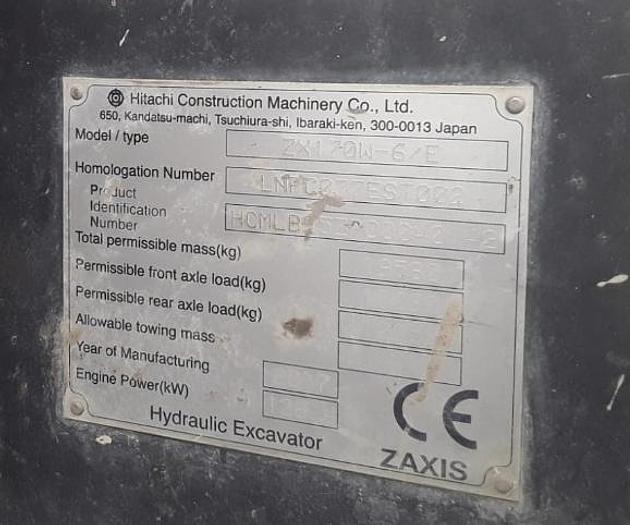 Hitachi Construction Machinery Co., Ltd.
650, Kandatsu-machi, Tsuchiura-shi, Ibaraki-ken, 300-0013 Japan
Model / type ZX170W-6/E
Homologation Number
Product
Identification
Number
Total permissible mass(kg)
Permissible front axle load(kg)
Permissible rear axle load(kg)
Allowable towing mass
Year of Manufacturing
Engine Power(kW)
Hydraulic Excavator
CE
ZAXIS